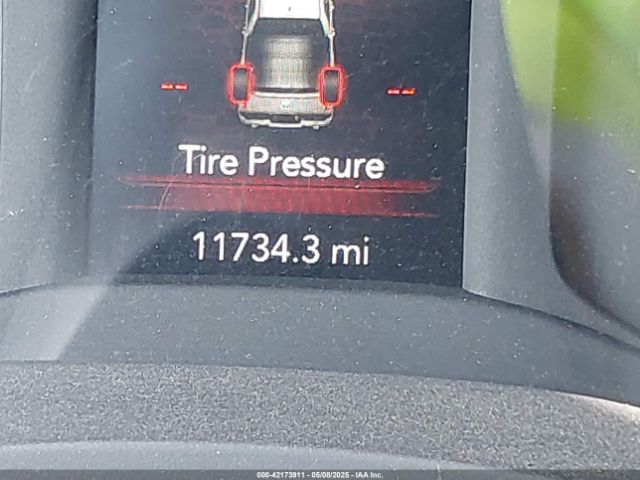 -- --
Tire Pressure
11734.3 mi
000-42173911 - 05/08/2025 - IAA Inc.